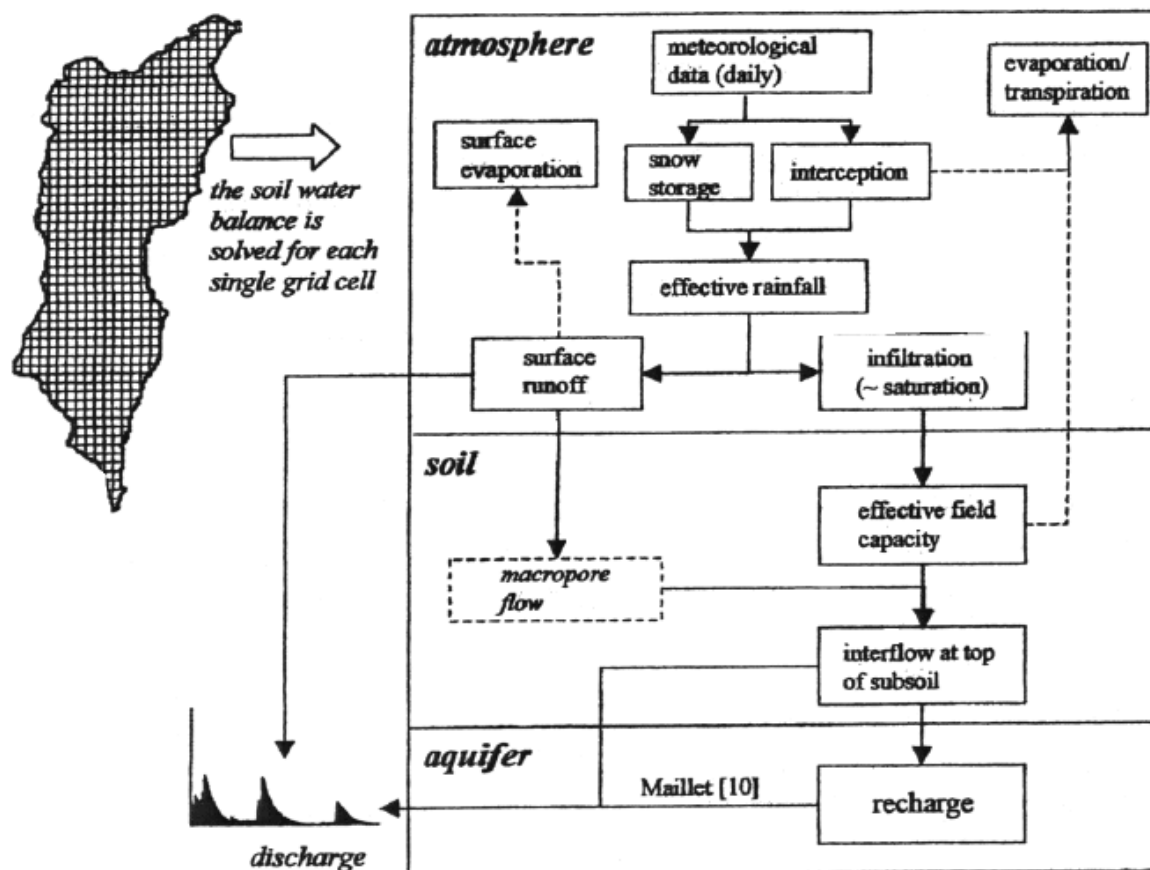 atmosphere
meteorological
data (daily)
evaporation/
transpiration
surface
evaporation
snow
storage
interception
the soil water
balance is
solved for each
single grid cell
effective rainfall
surface
runoff
infiltration
(~ saturation)
soil
effective field
capacity
macropore
flow
interflow at top
of subsoil
aquifer
Maillet [10]
recharge
discharge